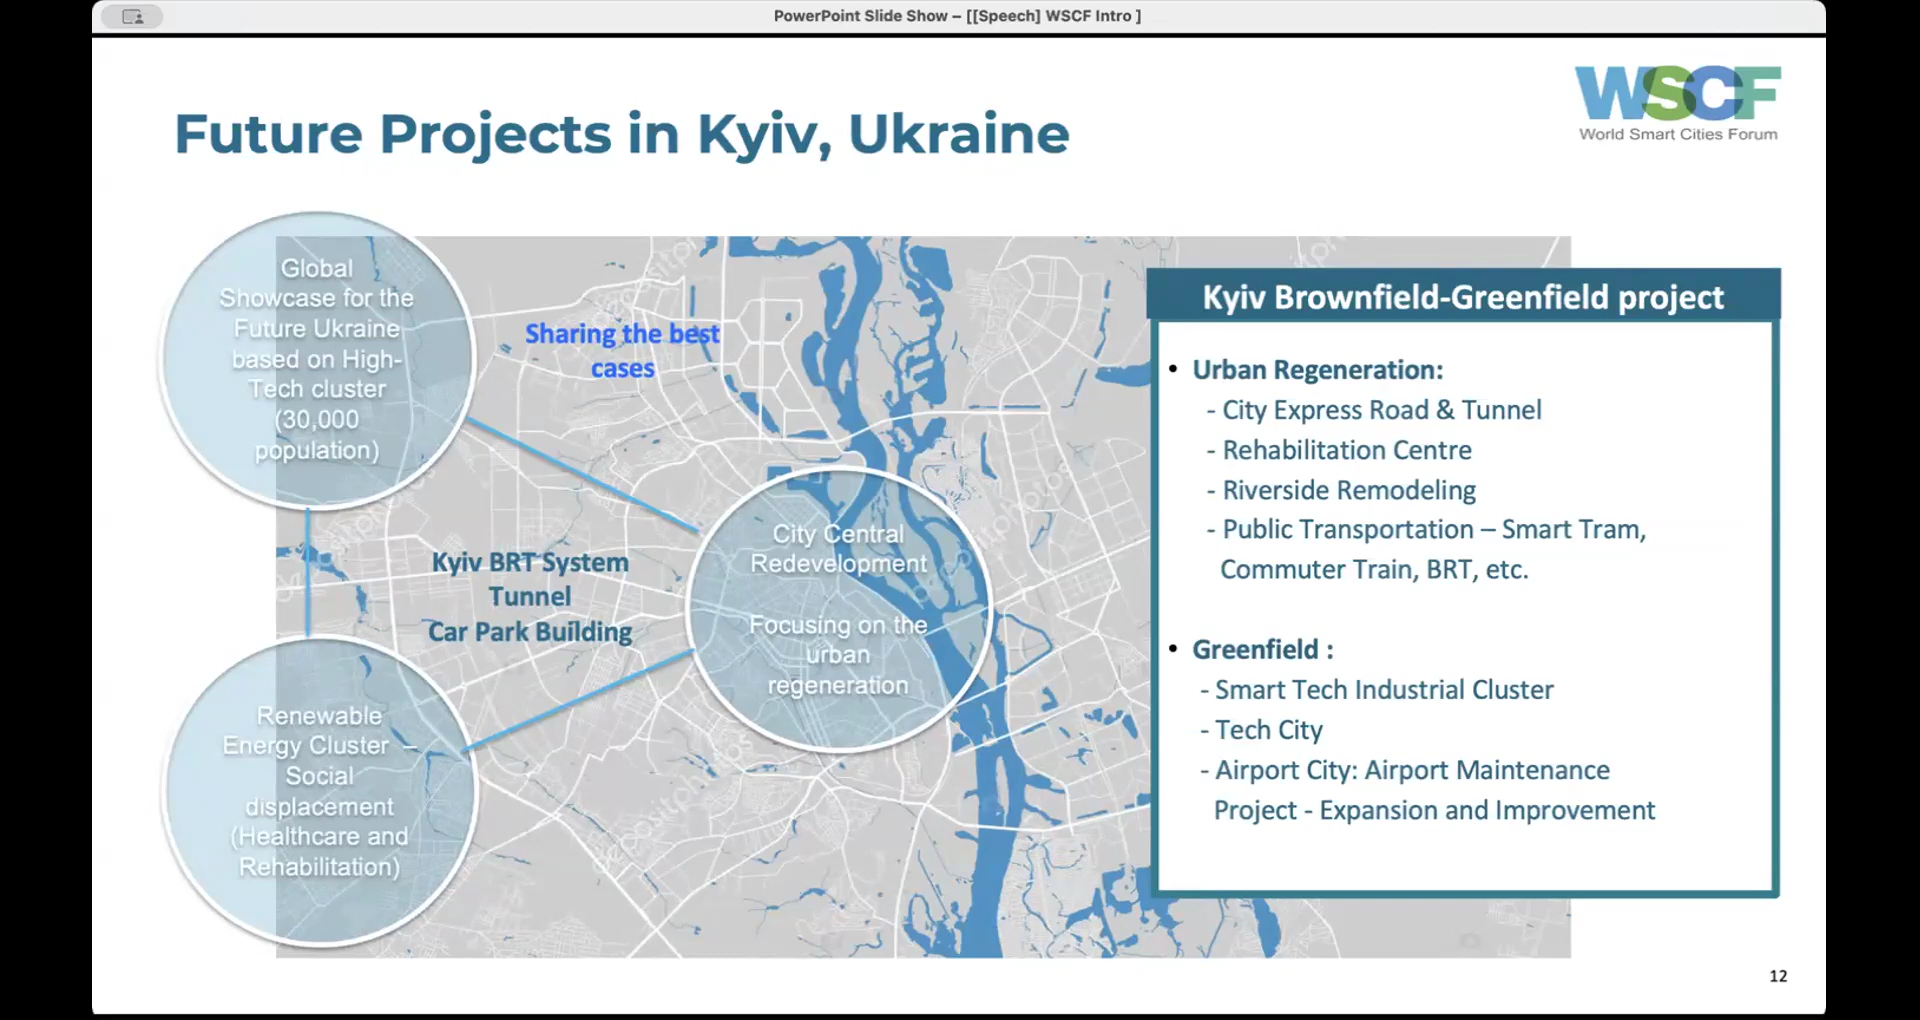 PowerPoint Slide Show – [[Speech] WSCF Intro ]
WSCF
World Smart Cities Forum
Future Projects in Kyiv, Ukraine
Global
Showcase for the
Future Ukraine
based on High-
Tech cluster
(30,000
population)
Sharing the best
cases
Kyiv BRT System
Tunnel
Car Park Building
City Central
Redevelopment
Focusing on the
urban
regeneration
Renewable
Energy Cluster –
Social
displacement
(Healthcare and
Rehabilitation)
Kyiv Brownfield-Greenfield project
• Urban Regeneration:
- City Express Road & Tunnel
- Rehabilitation Centre
- Riverside Remodeling
- Public Transportation – Smart Tram,
Commuter Train, BRT, etc.
• Greenfield :
- Smart Tech Industrial Cluster
- Tech City
- Airport City: Airport Maintenance
Project - Expansion and Improvement
12